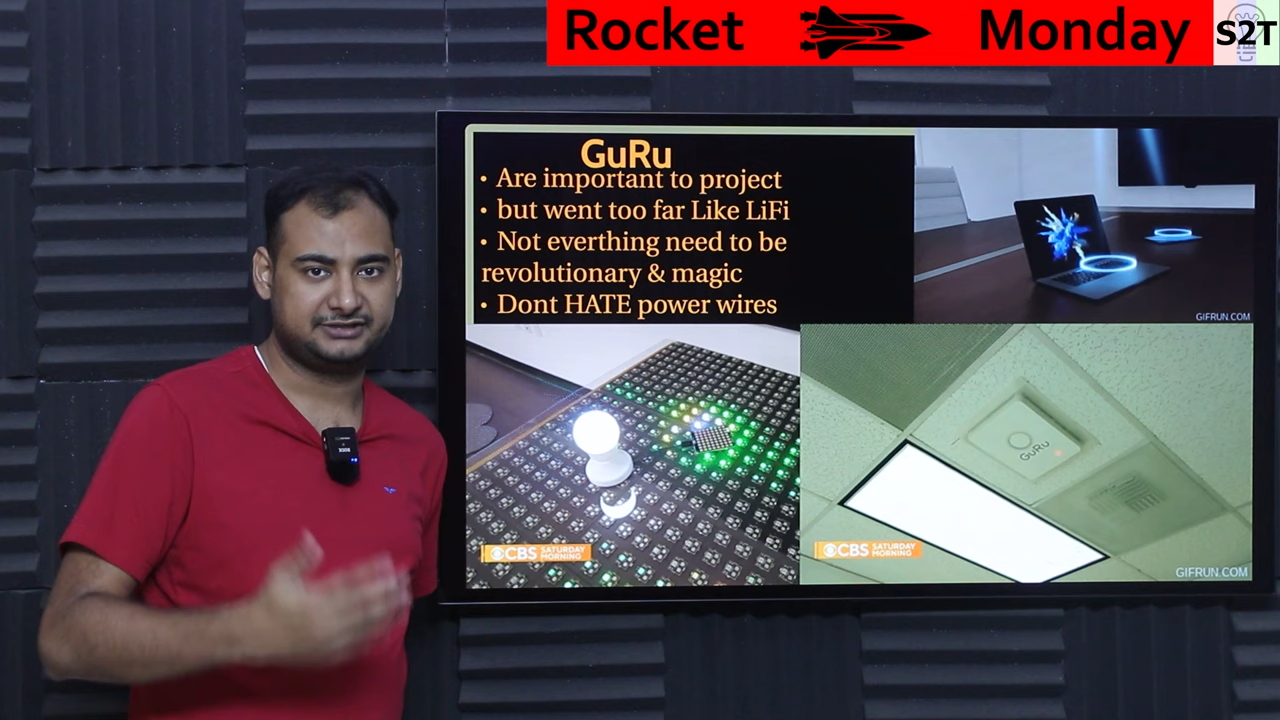 Rocket Monday S2T
GuRu
• Are important to project
• but went too far Like LiFi
• Not everthing need to be
revolutionary & magic
• Dont HATE power wires
GIFRUN.COM
GuRu
CBS SATURDAY MORNING
CBS SATURDAY MORNING
GIFRUN.COM